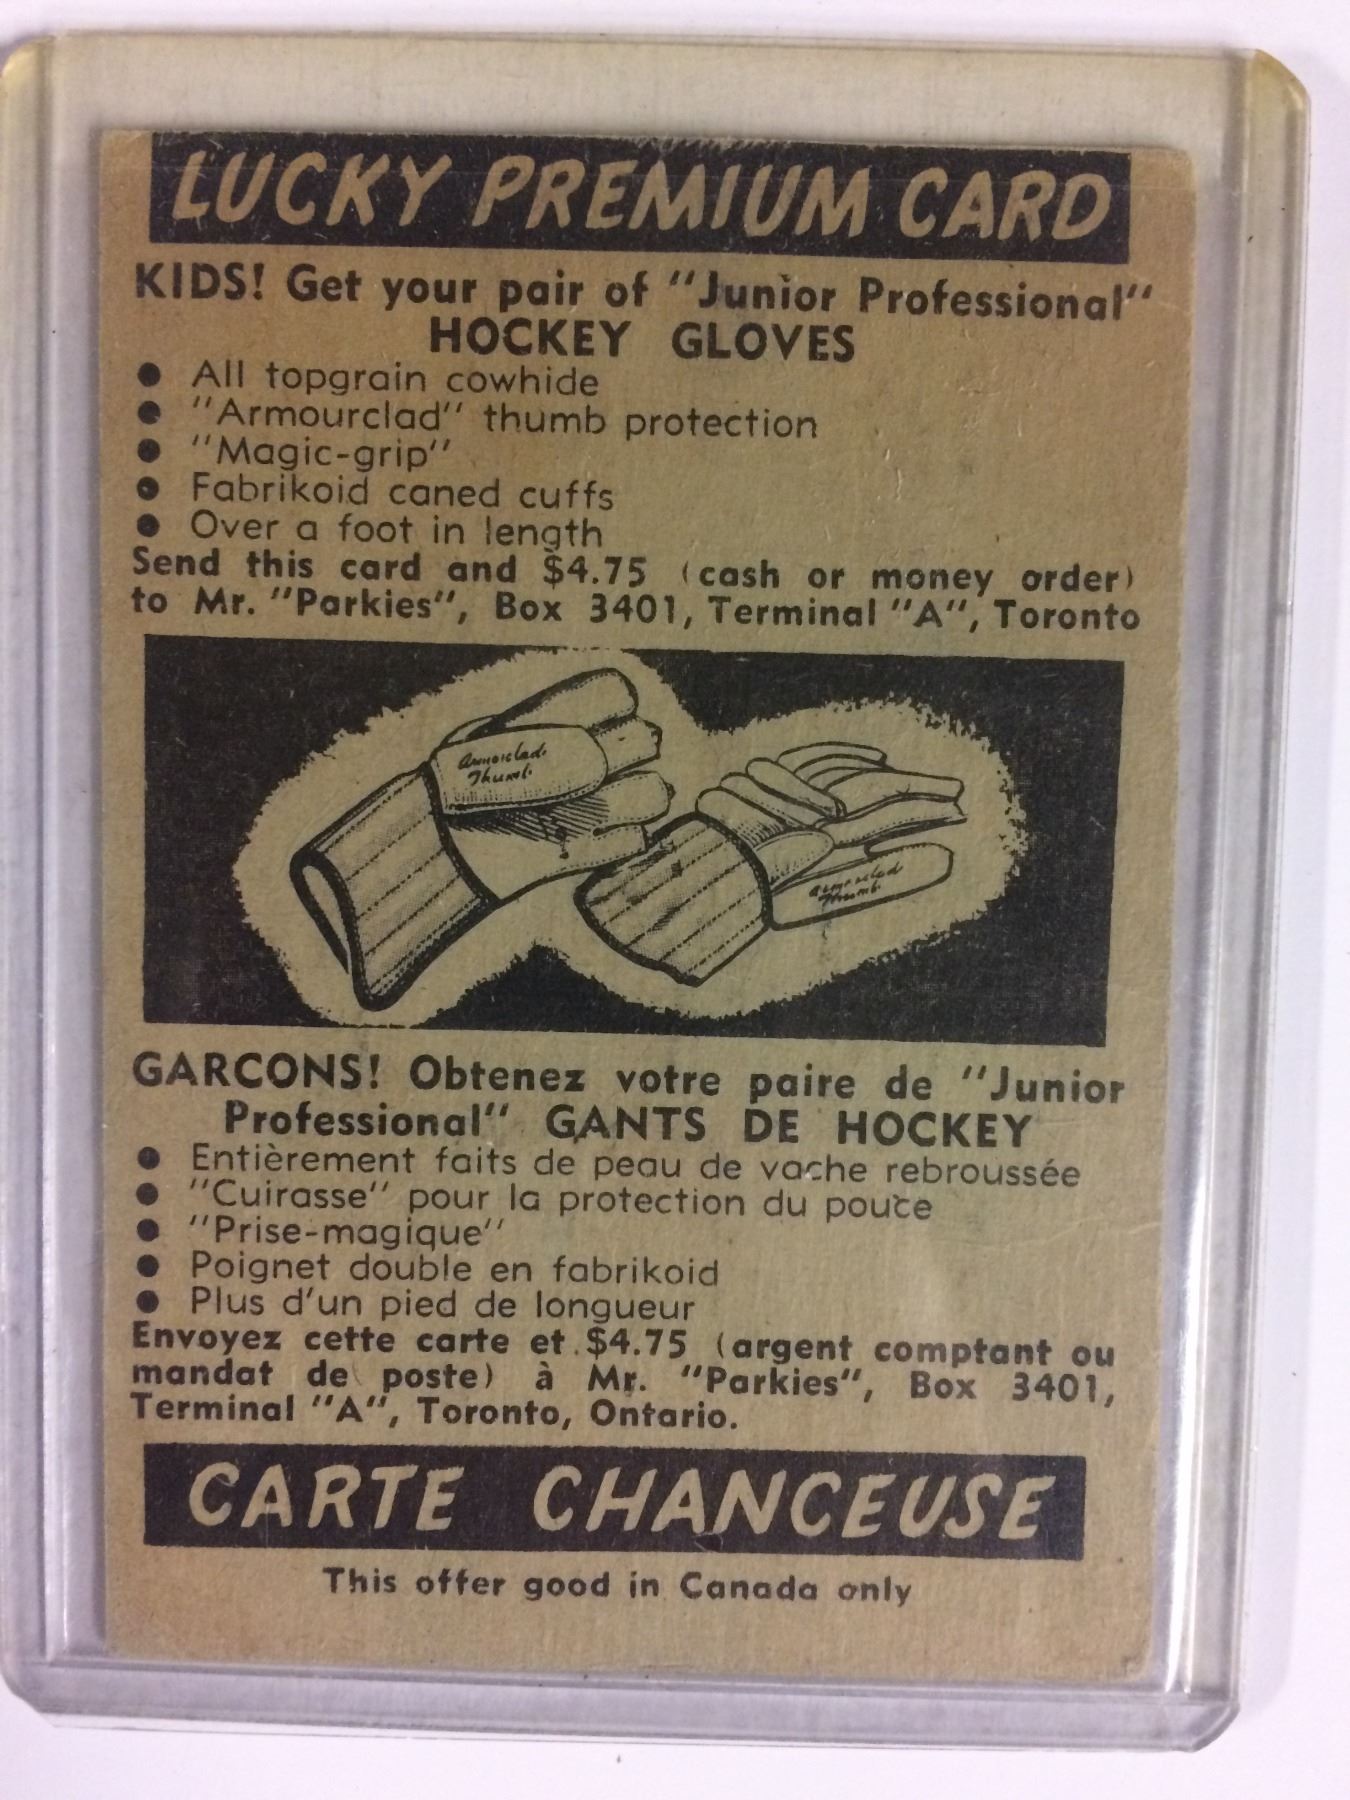 LUCKY PREMIUM CARD
KIDS! Get your pair of "Junior Professional"
HOCKEY GLOVES
● All topgrain cowhide
● "Armourclad" thumb protection
● "Magic-grip"
● Fabrikoid caned cuffs
● Over a foot in length
Send this card and $4.75 (cash or money order)
to Mr. "Parkies", Box 3401, Terminal "A", Toronto
Armorclad
Thumb
Armorclad
Thumb
GARCONS! Obtenez votre paire de "Junior
Professional" GANTS DE HOCKEY
● Entièrement faits de peau de vache rebroussée
● "Cuirasse" pour la protection du pouce
● "Prise-magique"
● Poignet double en fabrikoid
● Plus d'un pied de longueur
Envoyez cette carte et $4.75 (argent comptant ou
mandat de poste) à Mr. "Parkies", Box 3401,
Terminal "A", Toronto, Ontario.
CARTE CHANCEUSE
This offer good in Canada only